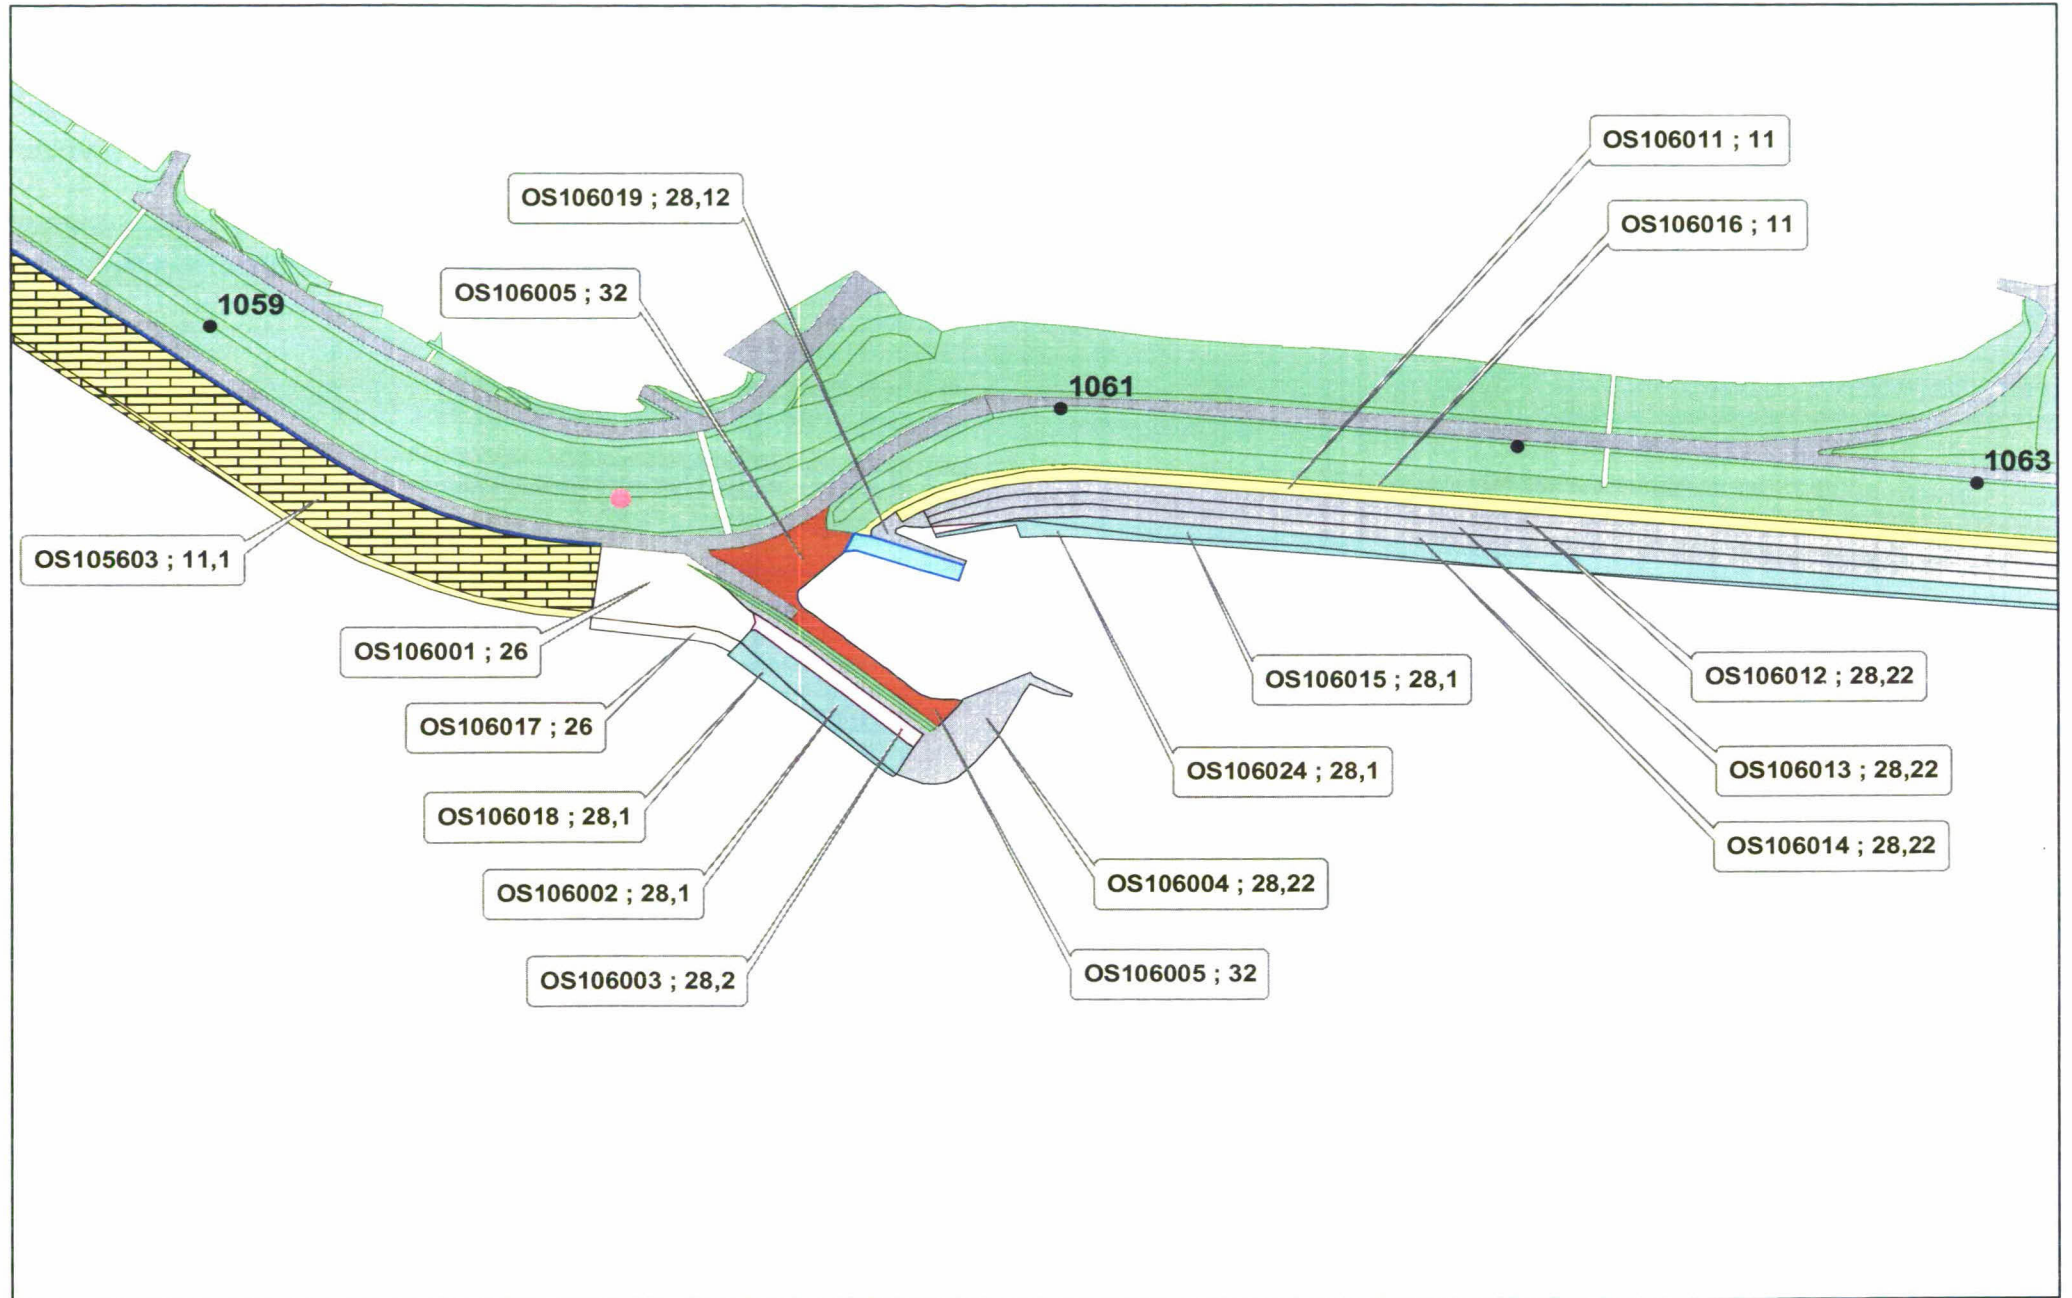 OS106011 ; 11
OS106019 ; 28,12
OS106016 ; 11
OS106005 ; 32
1059
1061
1063
OS105603 ; 11,1
OS106001 ; 26
OS106015 ; 28,1
OS106012 ; 28,22
OS106017 ; 26
OS106024 ; 28,1
OS106013 ; 28,22
OS106018 ; 28,1
OS106014 ; 28,22
OS106002 ; 28,1
OS106004 ; 28,22
OS106003 ; 28,2
OS106005 ; 32